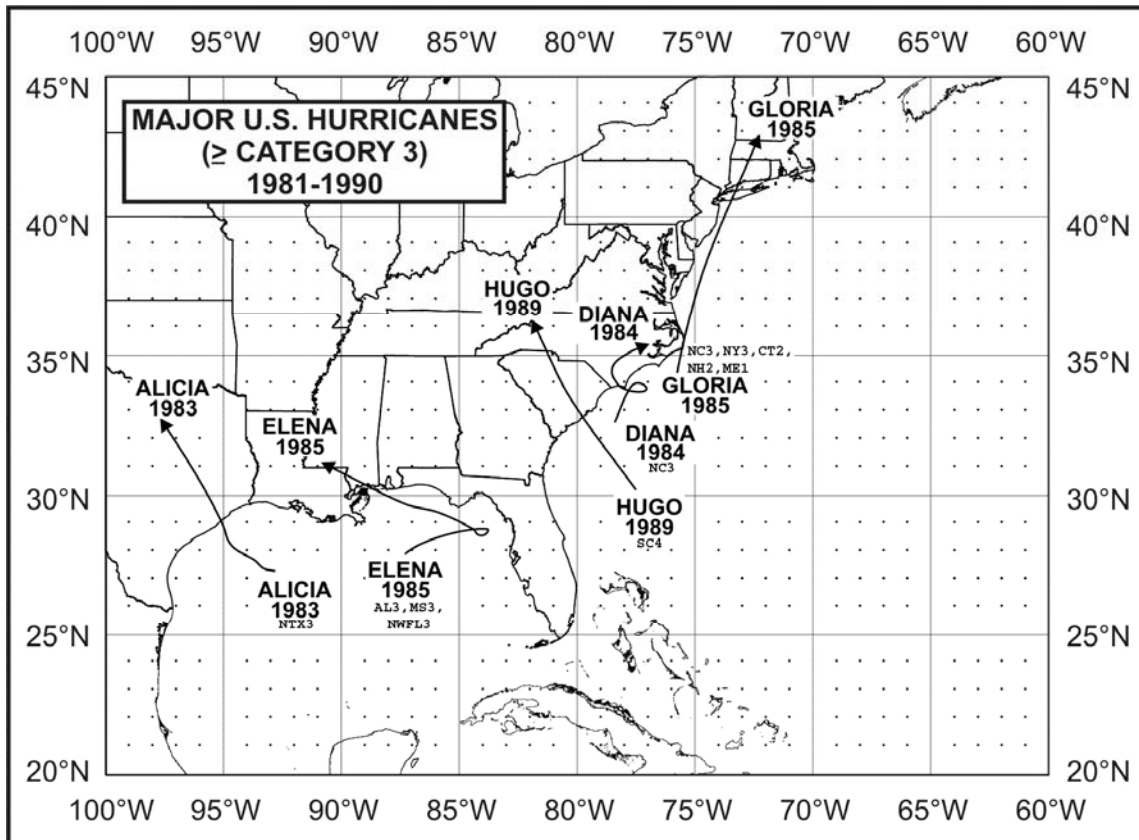 100°W 95°W 90°W 85°W 80°W 75°W 70°W 65°W 60°W
45°N 45°N
MAJOR U.S. HURRICANES
(≥ CATEGORY 3)
1981-1990
GLORIA
1985
40°N 40°N
HUGO
1989
DIANA
1984
35°N 35°N
NC3,NY3,CT2,
NH2,ME1
GLORIA
1985
ALICIA
1983
ELENA
1985
DIANA
1984
NC3
30°N 30°N
HUGO
1989
SC4
ELENA
1985
AL3,MS3,
NWFL3
ALICIA
1983
NTX3
25°N 25°N
20°N 20°N
100°W 95°W 90°W 85°W 80°W 75°W 70°W 65°W 60°W